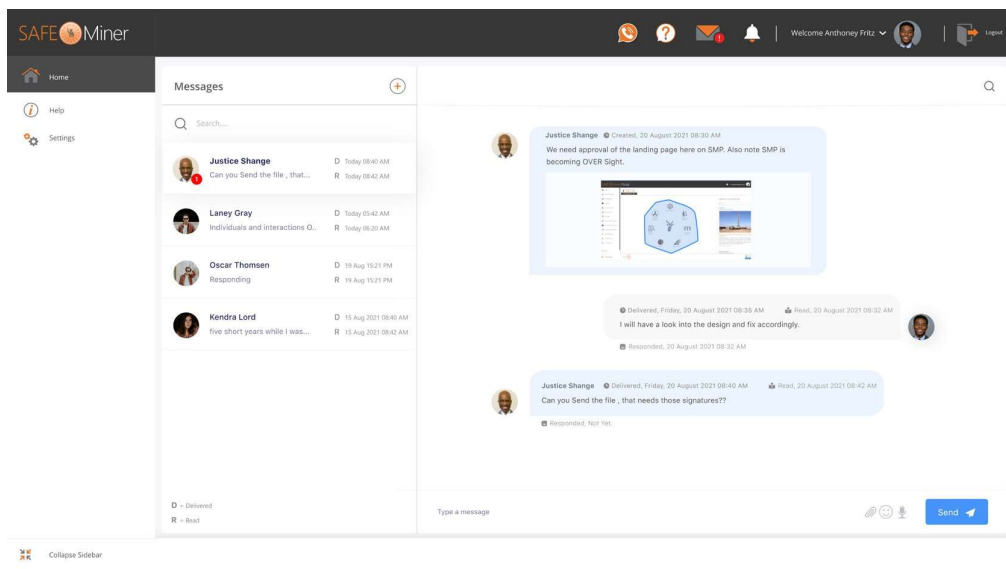 SAFE Miner
Welcome Anthoney Fritz
Logout
Home
Help
Settings
Collapse Sidebar
Messages
Search....
Justice Shange
D Today 08:40 AM
Can you Send the file , that...
R Today 08:42 AM
1
Laney Gray
D Today 05:42 AM
Individuals and interactions O..
R Today 06:20 AM
Oscar Thomsen
D 19 Aug 15:21 PM
Responding
R 19 Aug 15:21 PM
Kendra Lord
D 15 Aug 2021 08:40 AM
five short years while i was...
R 15 Aug 2021 08:42 AM
D - Delivered
R - Read
Justice Shange Created, 20 August 2021 08:30 AM
We need approval of the landing page here on SMP. Also note SMP is
becoming OVER Sight.
Delivered, Friday, 20 August 2021 08:35 AM Read, 20 August 2021 08:32 AM
I will have a look into the design and fix accordingly.
Responded, 20 August 2021 08:32 AM
Justice Shange Delivered, Friday, 20 August 2021 08:40 AM Read, 20 August 2021 08:42 AM
Can you Send the file , that needs those signatures??
Responded, Not Yet.
Type a message
Send